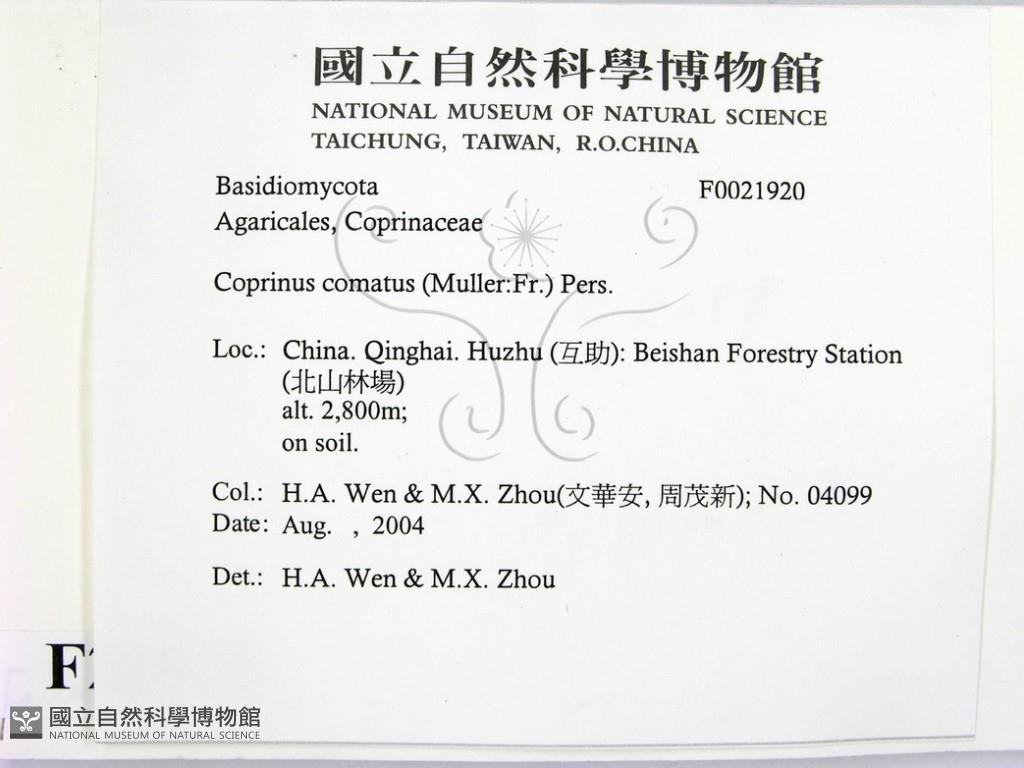 國立自然科學博物館
NATIONAL MUSEUM OF NATURAL SCIENCE
TAICHUNG, TAIWAN, R.O.CHINA
Basidiomycota F0021920
Agaricales, Coprinaceae
Coprinus comatus (Muller:Fr.) Pers.
Loc.: China. Qinghai. Huzhu (互助): Beishan Forestry Station
(北山林場)
alt. 2,800m;
on soil.
Col.: H.A. Wen & M.X. Zhou(文華安, 周茂新); No. 04099
Date: Aug. , 2004
Det.: H.A. Wen & M.X. Zhou
F
國立自然科學博物館
NATIONAL MUSEUM OF NATURAL SCIENCE